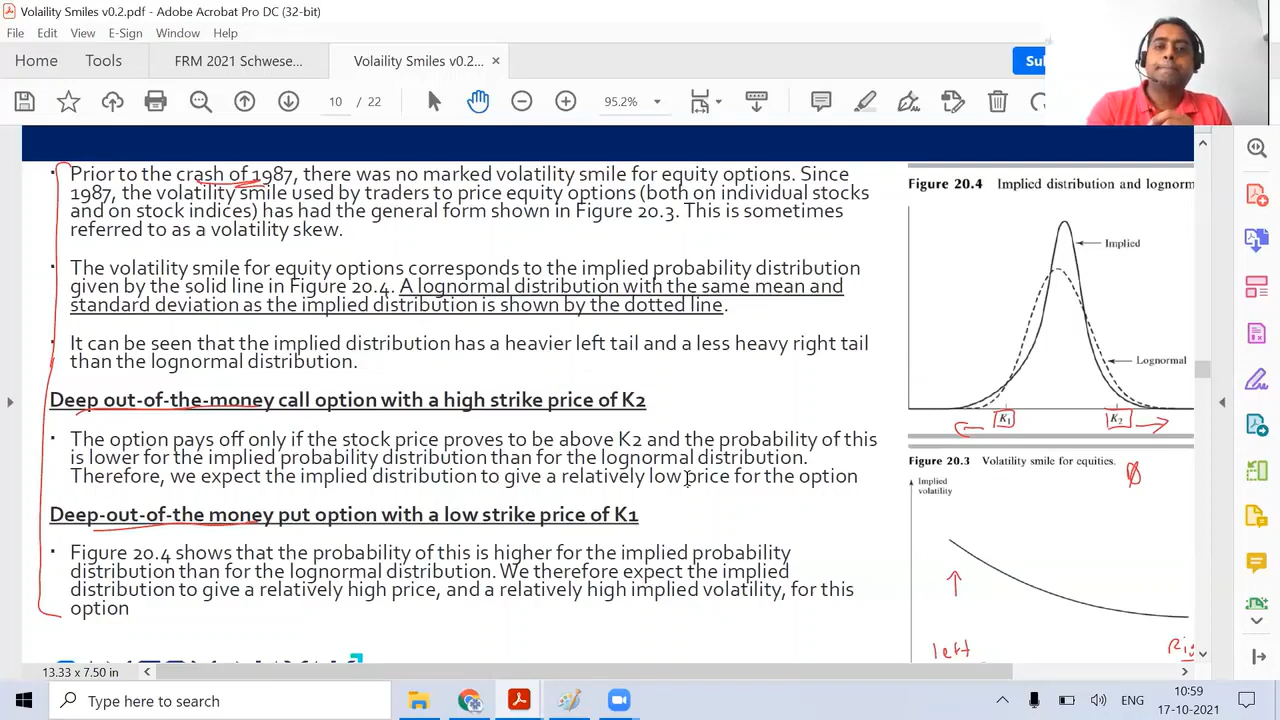 Volaility Smiles v0.2.pdf - Adobe Acrobat Pro DC (32-bit)
File Edit View E-Sign Window Help
Home Tools FRM 2021 Schwese... Volaility Smiles v0.2... ×
10 / 22 95.2%
Prior to the crash of 1987, there was no marked volatility smile for equity options. Since
1987, the volatility smile used by traders to price equity options (both on individual stocks
and on stock indices) has had the general form shown in Figure 20.3. This is sometimes
referred to as a volatility skew.
The volatility smile for equity options corresponds to the implied probability distribution
given by the solid line in Figure 20.4. A lognormal distribution with the same mean and
standard deviation as the implied distribution is shown by the dotted line.
It can be seen that the implied distribution has a heavier left tail and a less heavy right tail
than the lognormal distribution.
Deep out-of-the-money call option with a high strike price of K2
The option pays off only if the stock price proves to be above K2 and the probability of this
is lower for the implied probability distribution than for the lognormal distribution.
Therefore, we expect the implied distribution to give a relatively low price for the option
Deep-out-of-the money put option with a low strike price of K1
Figure 20.4 shows that the probability of this is higher for the implied probability
distribution than for the lognormal distribution. We therefore expect the implied
distribution to give a relatively high price, and a relatively high implied volatility, for this
option
Figure 20.4 Implied distribution and lognorm
Implied
Lognormal
K1 K2
Figure 20.3 Volatility smile for equities.
Implied
volatility
left
13.33 x 7.50 in
Type here to search
ENG
10:59
17-10-2021